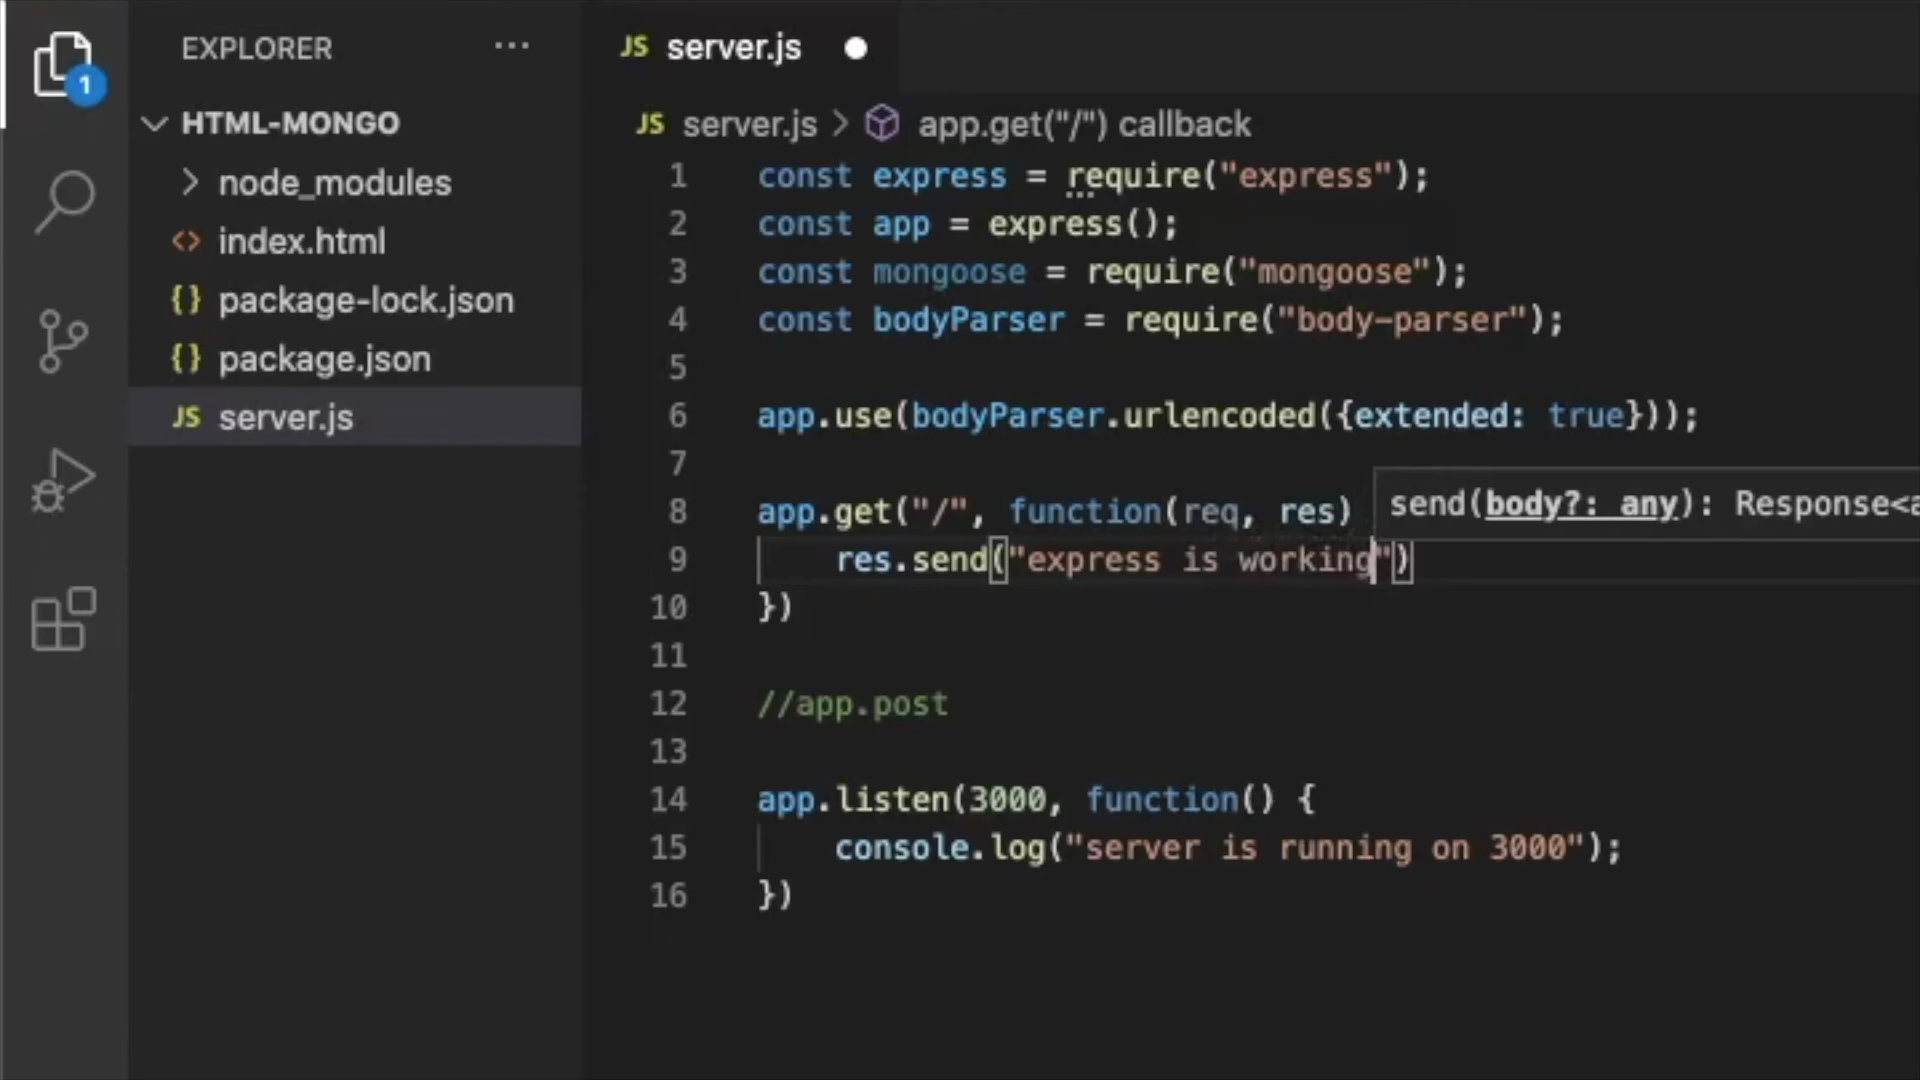 EXPLORER ...
1
HTML-MONGO
node_modules
index.html
package-lock.json
package.json
JS server.js
JS server.js
JS server.js > app.get("/") callback
1 const express = require("express");
2 const app = express();
3 const mongoose = require("mongoose");
4 const bodyParser = require("body-parser");
5
6 app.use(bodyParser.urlencoded({extended: true}));
7
8 app.get("/", function(req, res)
send(body?: any): Response<a
9 res.send("express is working")
10 })
11
12 //app.post
13
14 app.listen(3000, function() {
15 console.log("server is running on 3000");
16 })